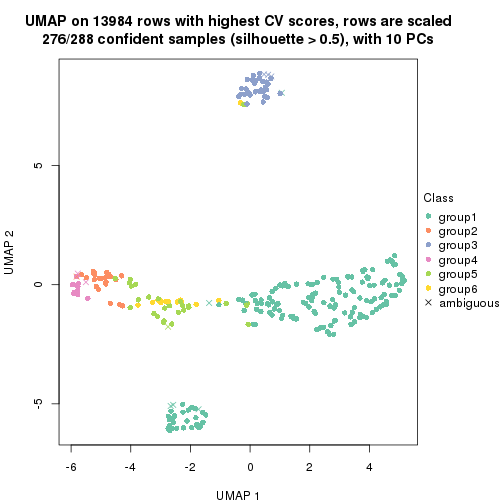 UMAP on 13984 rows with highest CV scores, rows are scaled
276/288 confident samples (silhouette > 0.5), with 10 PCs
UMAP 2
5
0
-5
-6
-4
-2
0
2
4
UMAP 1
Class
group1
group2
group3
group4
group5
group6
ambiguous